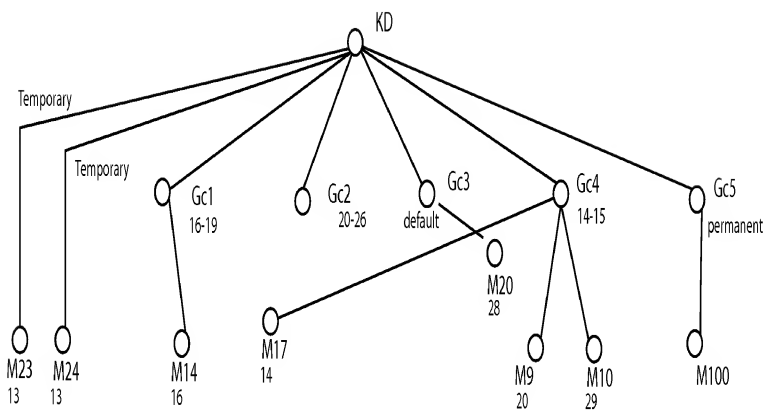 KD
Temporary
Temporary
Gc1
16-19
Gc2
20-26
Gc3
default
Gc4
14-15
Gc5
permanent
M20
28
M17
14
M23
13
M24
13
M14
16
M9
20
M10
29
M100